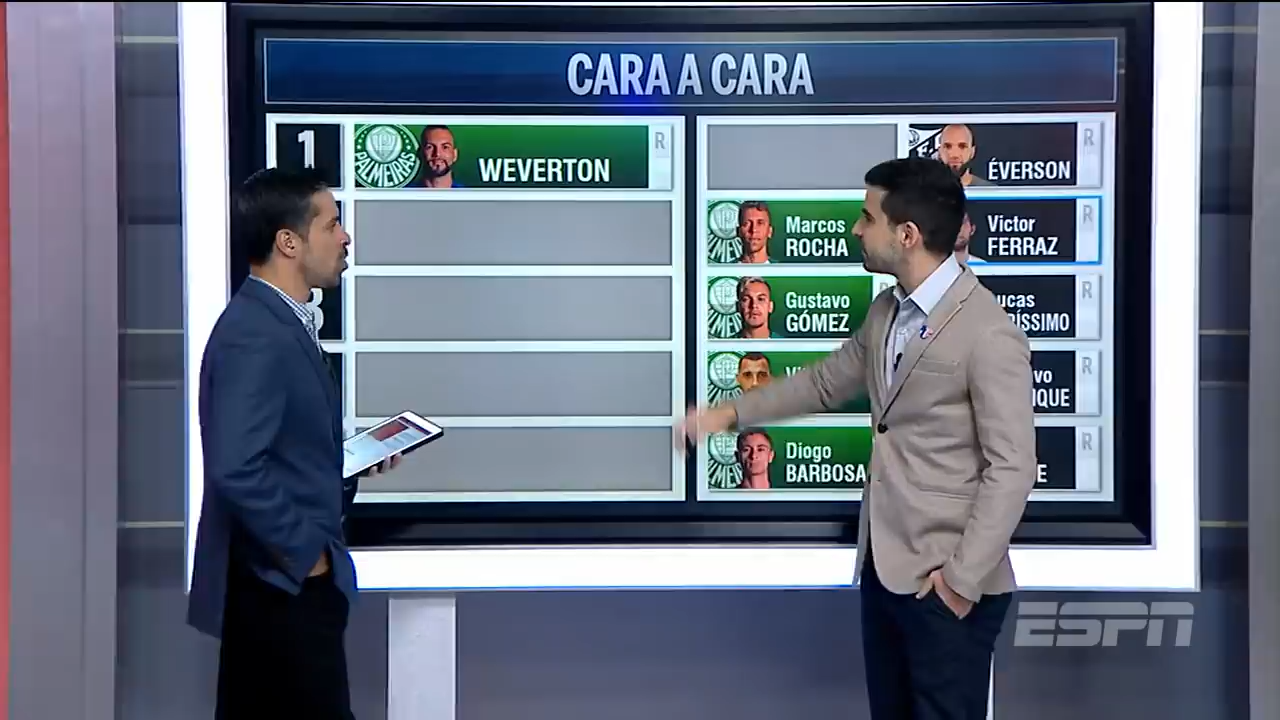 CARA A CARA
1
PALMEIRAS
WEVERTON
R
ÉVERSON
R
Marcos
ROCHA
Victor
FERRAZ
R
Gustavo
GÓMEZ
R
Diogo
BARBOSA
R
R
ESPN